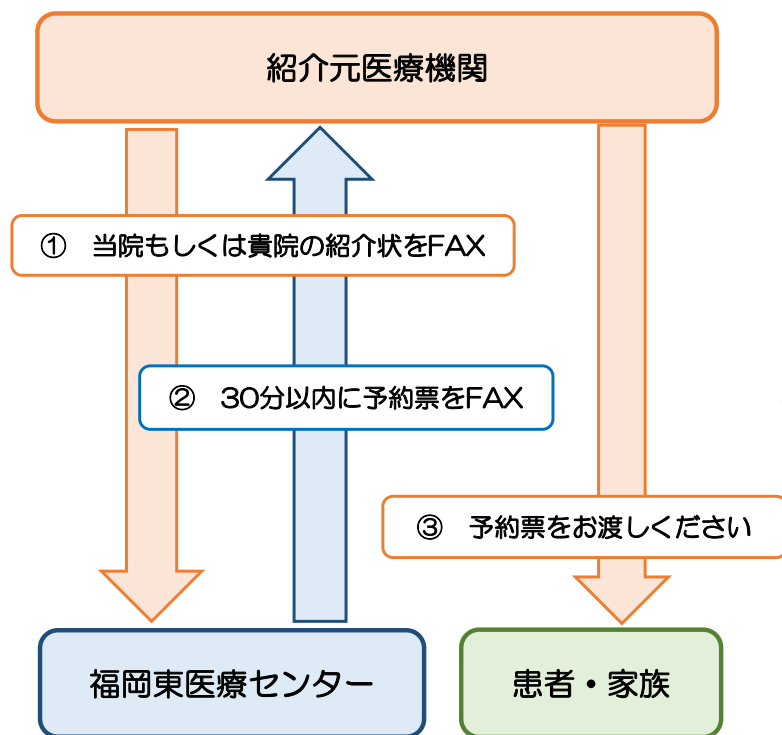 紹介元医療機関
① 当院もしくは貴院の紹介状をFAX
② 30分以内に予約票をFAX
③ 予約票をお渡しください
福岡東医療センター
患者・家族